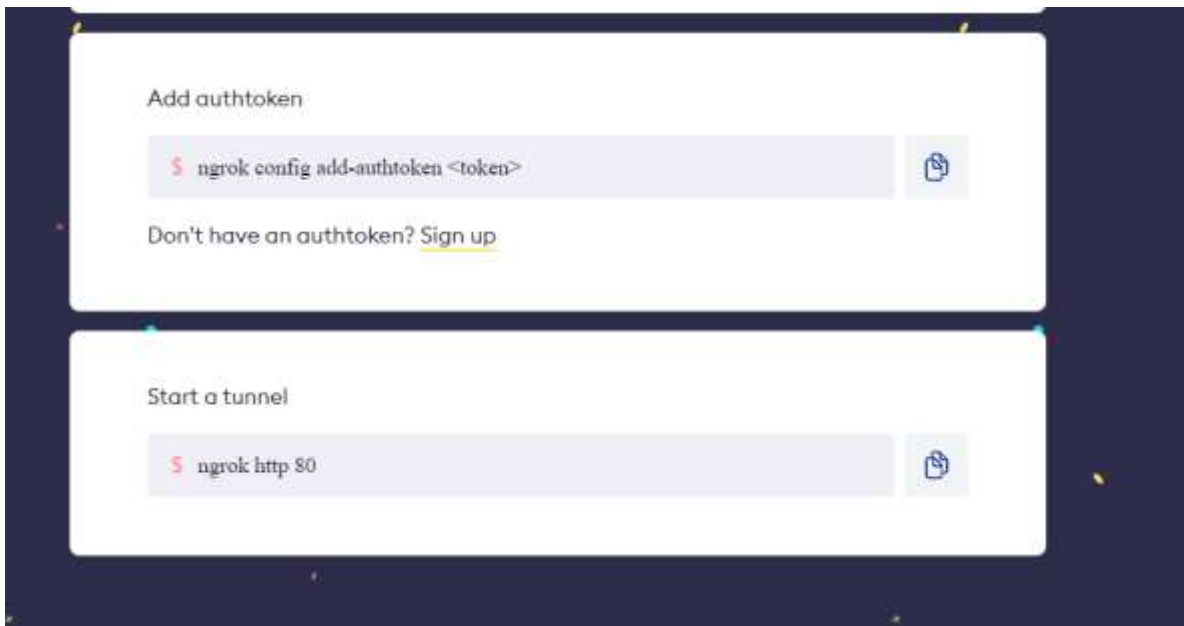 Add authtoken
$ ngrok config add-authtoken <token>
Don't have an authtoken? Sign up
Start a tunnel
$ ngrok http 80